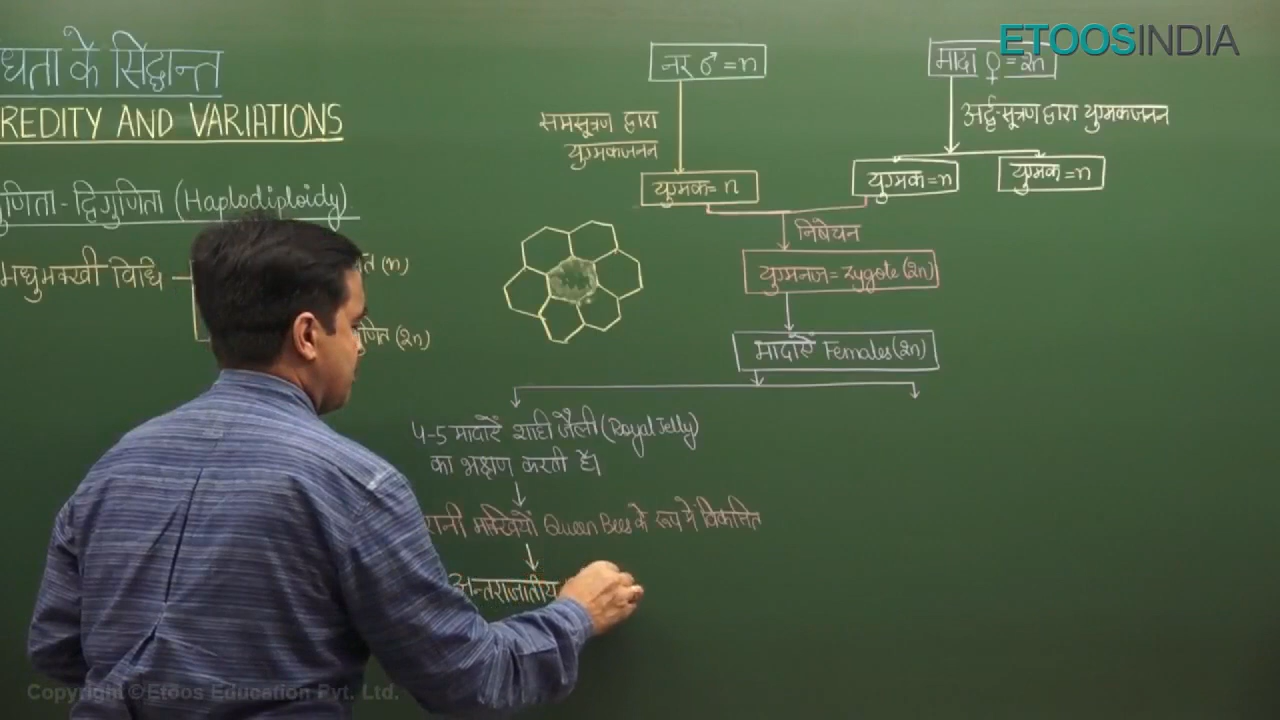 ETOOSINDIA
धता के सिद्धान्त
REDITY AND VARIATIONS
गुणिता - द्विगुणिता (Haplodiploidy)
मधुमक्खी विधि
त (n)
गुणित (2n)
नर ♂ = n
मादा ♀ = 2n
समसूत्रण द्वारा
युग्मकजनन
अर्द्ध-सूत्रण द्वारा युग्मकजनन
युग्मक = n
युग्मक = n
युग्मक = n
निषेचन
युग्मनज = zygote (2n)
मादाऐं Females (2n)
4-5 मादाऐं शाही जैली (Royal Jelly)
का भक्षण करती हैं।
रानी मक्खियों Queen Bees के रूप में विकसित
अन्तराजातीय
Copyright © Etoos Education Pvt. Ltd.